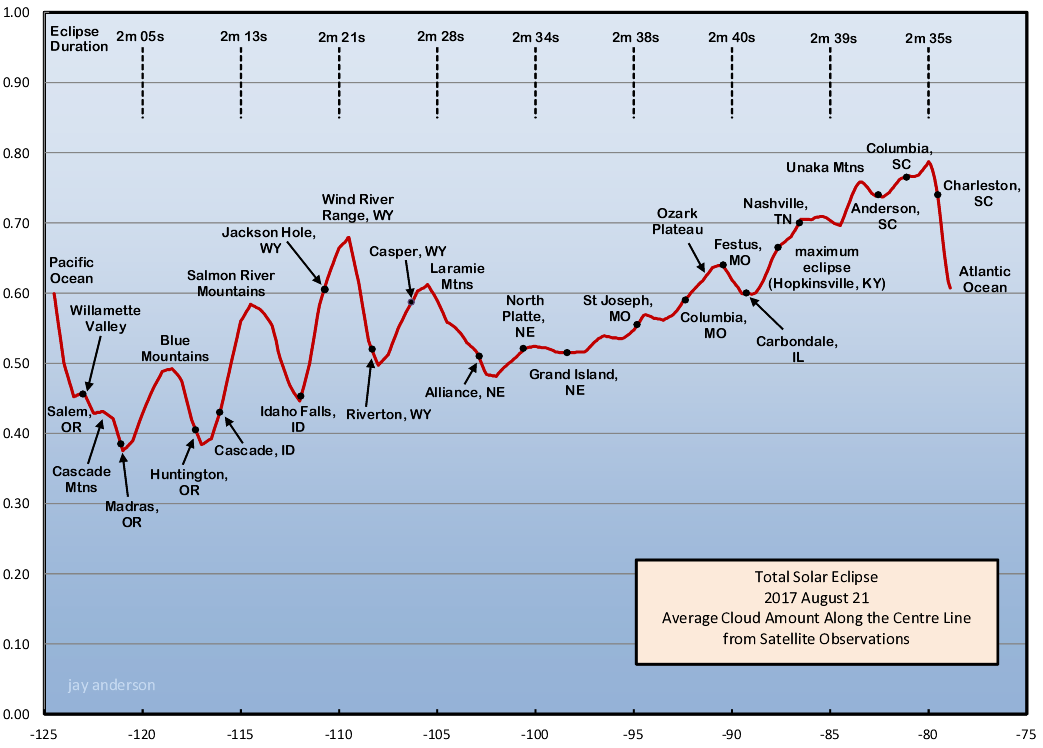 1.00
0.90
0.80
0.70
0.60
0.50
0.40
0.30
0.20
0.10
0.00
Eclipse
Duration
2m 05s
2m 13s
2m 21s
2m 28s
2m 34s
2m 38s
2m 40s
2m 39s
2m 35s
Pacific
Ocean
Willamette
Valley
Salem,
OR
Cascade
Mtns
Madras,
OR
Blue
Mountains
Huntington,
OR
Cascade, ID
Salmon River
Mountains
Idaho Falls,
ID
Jackson Hole,
WY
Wind River
Range, WY
Riverton, WY
Casper, WY
Laramie
Mtns
Alliance, NE
North
Platte,
NE
Grand Island,
NE
St Joseph,
MO
Columbia,
MO
Ozark
Plateau
Festus,
MO
Carbondale,
IL
maximum
eclipse
(Hopkinsville, KY)
Nashville,
TN
Unaka Mtns
Anderson,
SC
Columbia,
SC
Charleston,
SC
Atlantic
Ocean
Total Solar Eclipse
2017 August 21
Average Cloud Amount Along the Centre Line
from Satellite Observations
jay anderson
-125
-120
-115
-110
-105
-100
-95
-90
-85
-80
-75